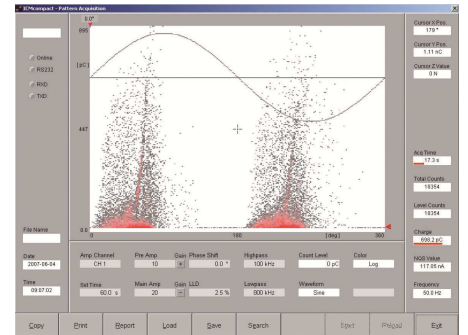 ICMcompact - Pattern Acquisition
0.0°
895
[pC]
447
0.0
0
180
[deg]
360
Online
RS232
RXD
TXD
File Name
Date
2007-06-04
Time
09:07:02
Cursor X Pos.
179 °
Cursor Y Pos.
1.11 nC
Cursor Z Value
0 N
Acq Time
17.3 s
Total Counts
18354
Level Counts
18354
Charge
698.2 pC
NQS Value
117.05 nA
Frequency
50.0 Hz
Amp Channel
CH 1
Pre Amp
10
Gain
Phase Shift
0.0 °
Highpass
100 kHz
Count Level
0 pC
Color
Log
Set Time
60.0 s
Main Amp
20
Gain
LLD
2.5 %
Lowpass
800 kHz
Waveform
Sine
Copy
Print
Report
Load
Save
Search
Start
Reload
Exit